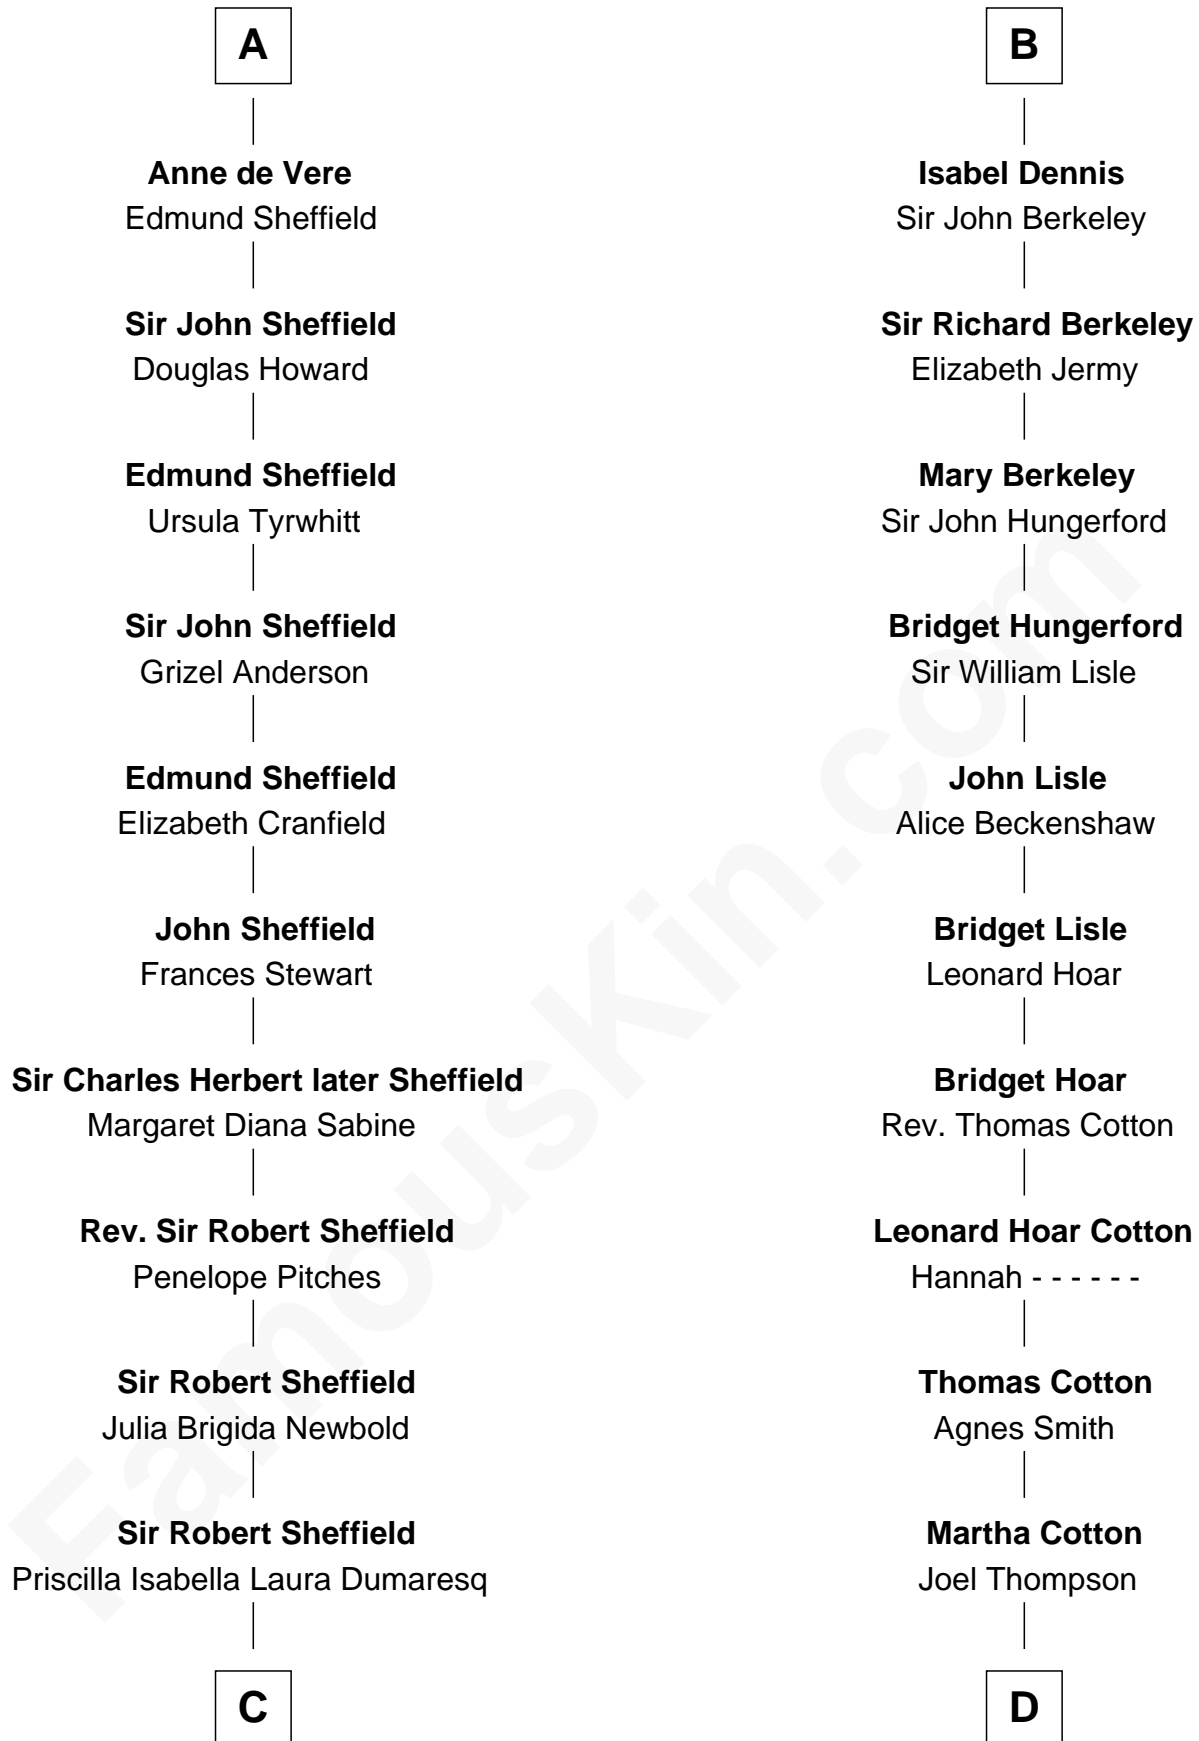 A
Anne de Vere
Edmund Sheffield
Sir John Sheffield
Douglas Howard
Edmund Sheffield
Ursula Tyrwhitt
Sir John Sheffield
Grizel Anderson
Edmund Sheffield
Elizabeth Cranfield
John Sheffield
Frances Stewart
Sir Charles Herbert later Sheffield
Margaret Diana Sabine
Rev. Sir Robert Sheffield
Penelope Pitches
Sir Robert Sheffield
Julia Brigida Newbold
Sir Robert Sheffield
Priscilla Isabella Laura Dumaresq
C
B
Isabel Dennis
Sir John Berkeley
Sir Richard Berkeley
Elizabeth Jermy
Mary Berkeley
Sir John Hungerford
Bridget Hungerford
Sir William Lisle
John Lisle
Alice Beckenshaw
Bridget Lisle
Leonard Hoar
Bridget Hoar
Rev. Thomas Cotton
Leonard Hoar Cotton
Hannah - - - - - -
Thomas Cotton
Agnes Smith
Martha Cotton
Joel Thompson
D
FamousKin.com